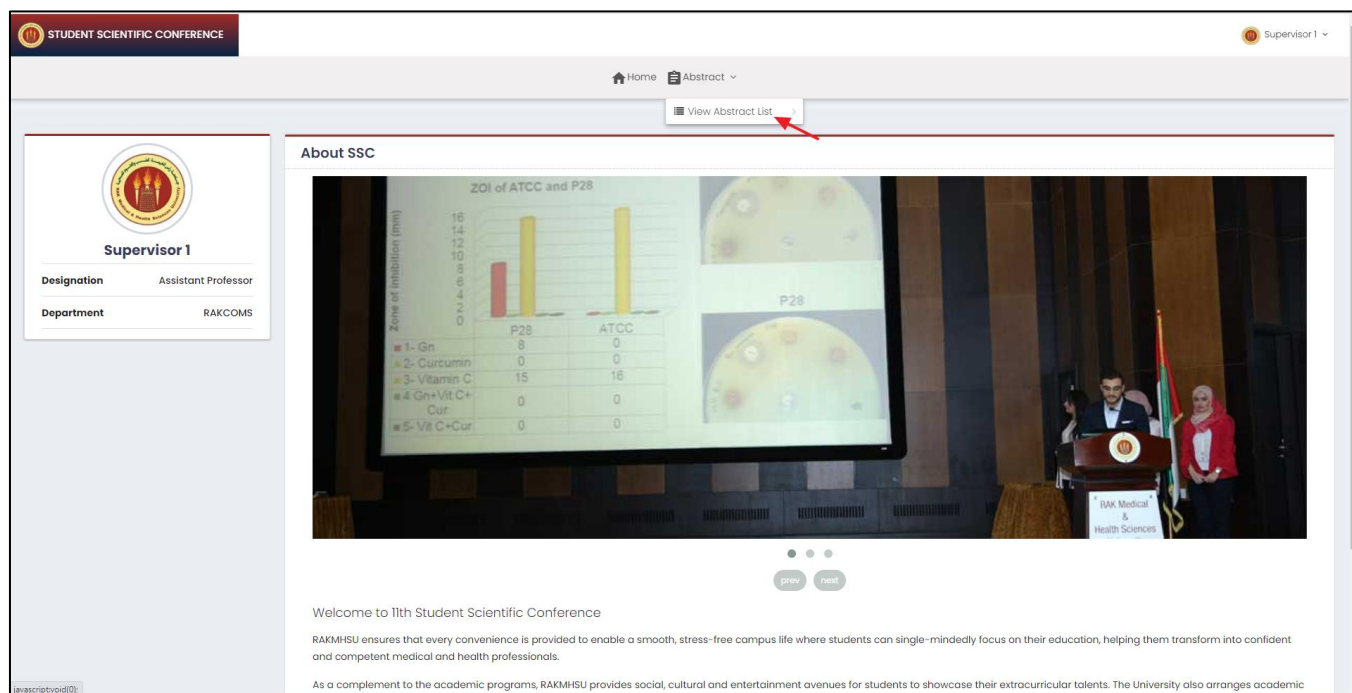 STUDENT SCIENTIFIC CONFERENCE
Supervisor 1
Home Abstract
View Abstract List
Supervisor 1
Designation Assistant Professor
Department RAKCOMS
About SSC
ZOI of ATCC and P28
Zone of Inhibition (mm)
16
14
12
10
8
6
4
2
0
P28 ATCC
1- Gn 8 0
2- Curcumin 0 0
3- Vitamin C 15 16
4 Gn+Vit C+ Cur 0 0
5- Vit C+Cur 0 0
P28
RAK Medical
&
Health Sciences
prev next
Welcome to 11th Student Scientific Conference
RAKMHSU ensures that every convenience is provided to enable a smooth, stress-free campus life where students can single-mindedly focus on their education, helping them transform into confident
and competent medical and health professionals.
As a complement to the academic programs, RAKMHSU provides social, cultural and entertainment avenues for students to showcase their extracurricular talents. The University also arranges academic
javascript:void(0);